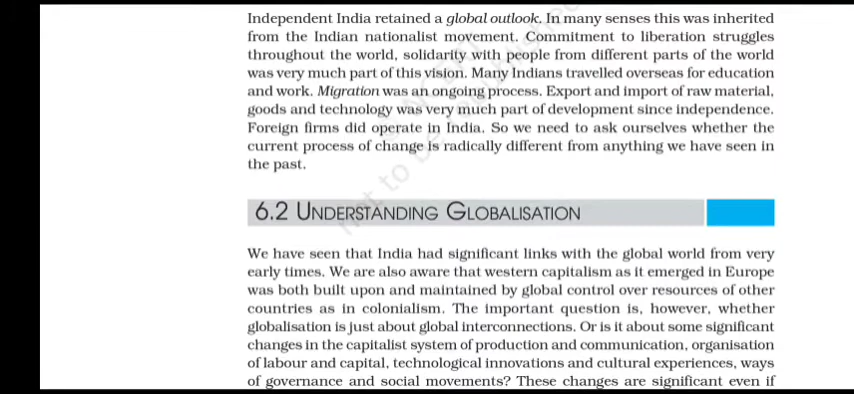 Independent India retained a global outlook. In many senses this was inherited
from the Indian nationalist movement. Commitment to liberation struggles
throughout the world, solidarity with people from different parts of the world
was very much part of this vision. Many Indians travelled overseas for education
and work. Migration was an ongoing process. Export and import of raw material,
goods and technology was very much part of development since independence.
Foreign firms did operate in India. So we need to ask ourselves whether the
current process of change is radically different from anything we have seen in
the past.
6.2 UNDERSTANDING GLOBALISATION
We have seen that India had significant links with the global world from very
early times. We are also aware that western capitalism as it emerged in Europe
was both built upon and maintained by global control over resources of other
countries as in colonialism. The important question is, however, whether
globalisation is just about global interconnections. Or is it about some significant
changes in the capitalist system of production and communication, organisation
of labour and capital, technological innovations and cultural experiences, ways
of governance and social movements? These changes are significant even if
not to be